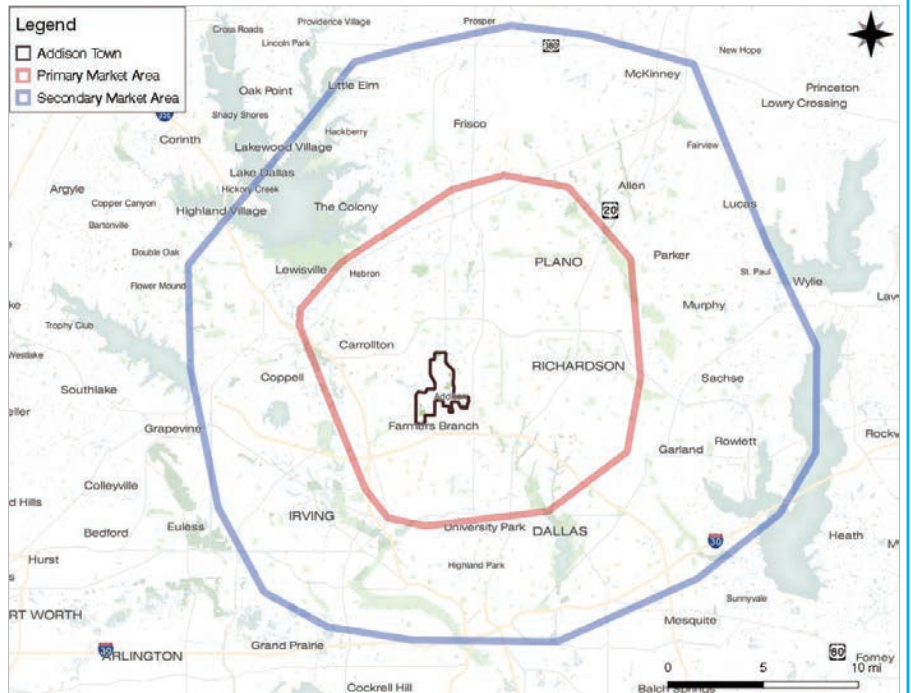 Legend
Addison Town
Primary Market Area
Secondary Market Area
Cross Roads
Providence Village
Prosper
Lincoln Park
380
New Hope
McKinney
Princeton
Oak Point
Little Elm
Lowry Crossing
Shady Shores
Frisco
Hackberry
Corinth
Lakewood Village
Fairview
Lake Dallas
Argyle
Hickory Creek
Allen
Copper Canyon
The Colony
Lucas
Highland Village
20
Bartonville
Double Oak
PLANO
Parker
Lewisville
Hebron
St. Paul
Wylie
Flower Mound
Murphy
Trophy Club
Carrollton
Westlake
RICHARDSON
Coppell
Sachse
Southlake
Farmers Branch
Grapevine
Rowlett
Garland
Colleyville
IRVING
University Park
DALLAS
Bedford
Euless
Heath
30
Hurst
Highland Park
Sunnyvale
RT WORTH
Mesquite
Grand Prairie
30
ARLINGTON
80
Forney
0 5 10 mi
Cockrell Hill
Balch Springs